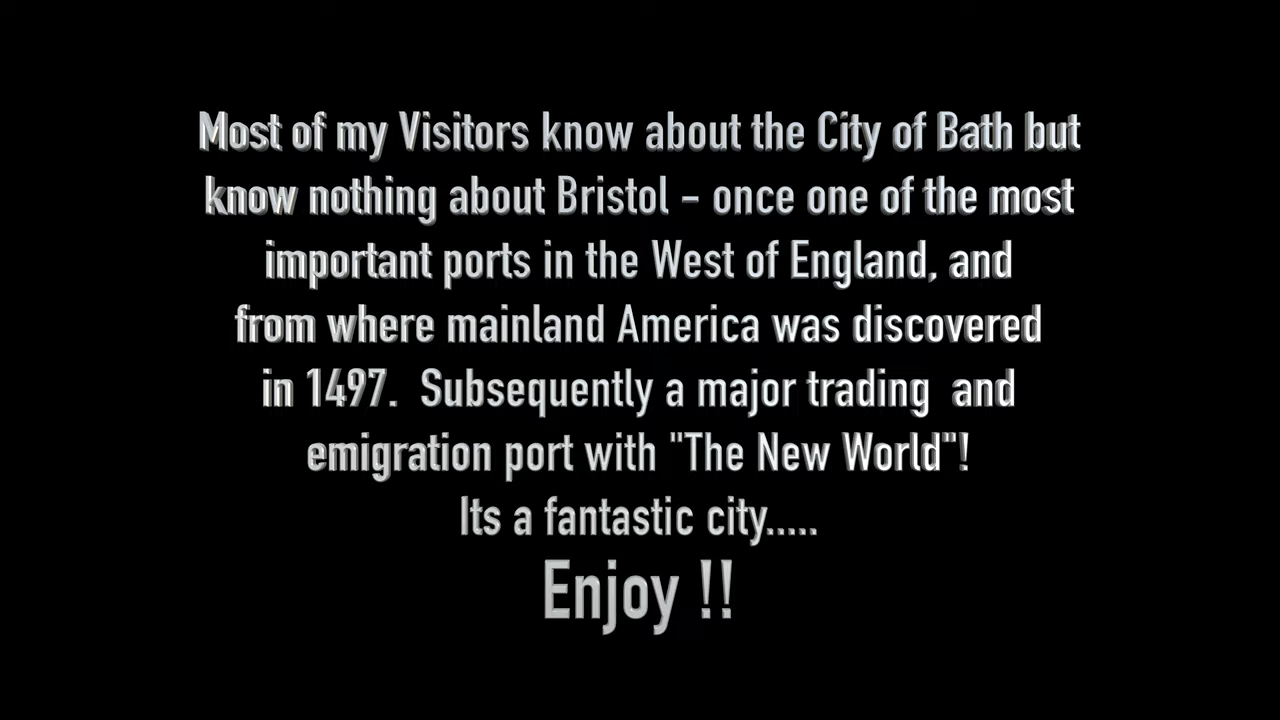 Most of my Visitors know about the City of Bath but
know nothing about Bristol - once one of the most
important ports in the West of England, and
from where mainland America was discovered
in 1497.  Subsequently a major trading  and
emigration port with "The New World"!
Its a fantastic city.....
Enjoy !!